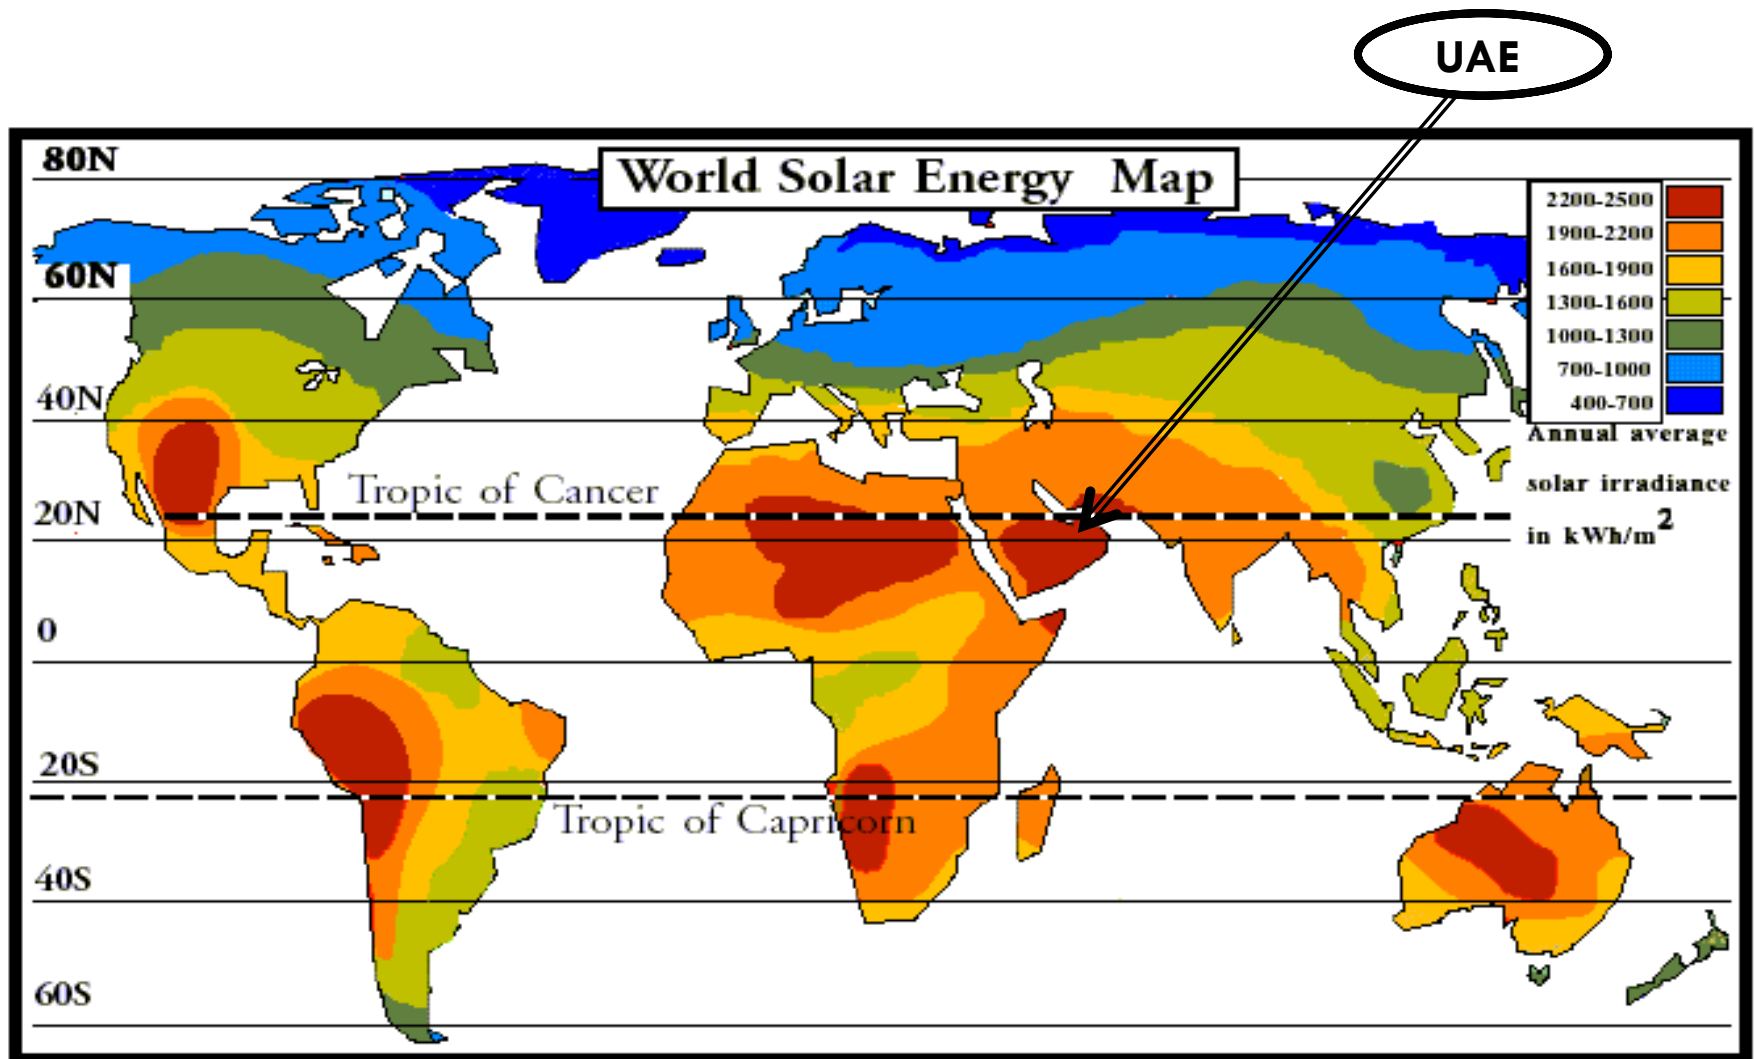 UAE
World Solar Energy Map
80N
60N
40N
20N
0
20S
40S
60S
Tropic of Cancer
Tropic of Capricorn
2200-2500
1900-2200
1600-1900
1300-1600
1000-1300
700-1000
400-700
Annual average
solar irradiance
in kWh/m²